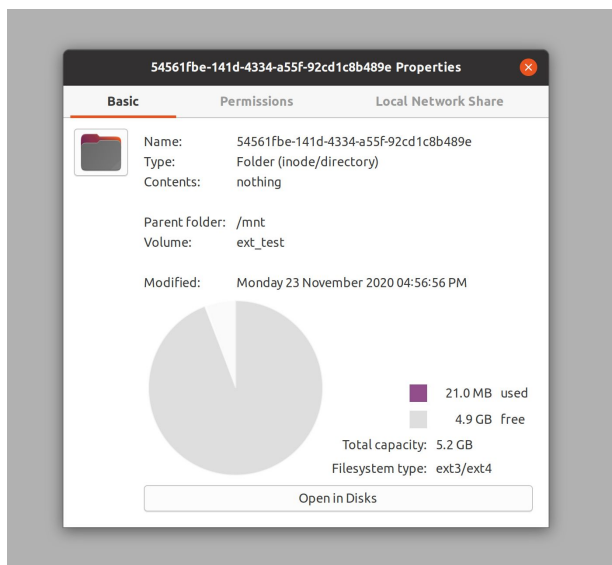 54561fbe-141d-4334-a55f-92cd1c8b489e Properties
Basic Permissions Local Network Share
Name: 54561fbe-141d-4334-a55f-92cd1c8b489e
Type: Folder (inode/directory)
Contents: nothing
Parent folder: /mnt
Volume: ext_test
Modified: Monday 23 November 2020 04:56:56 PM
21.0 MB used
4.9 GB free
Total capacity: 5.2 GB
Filesystem type: ext3/ext4
Open in Disks